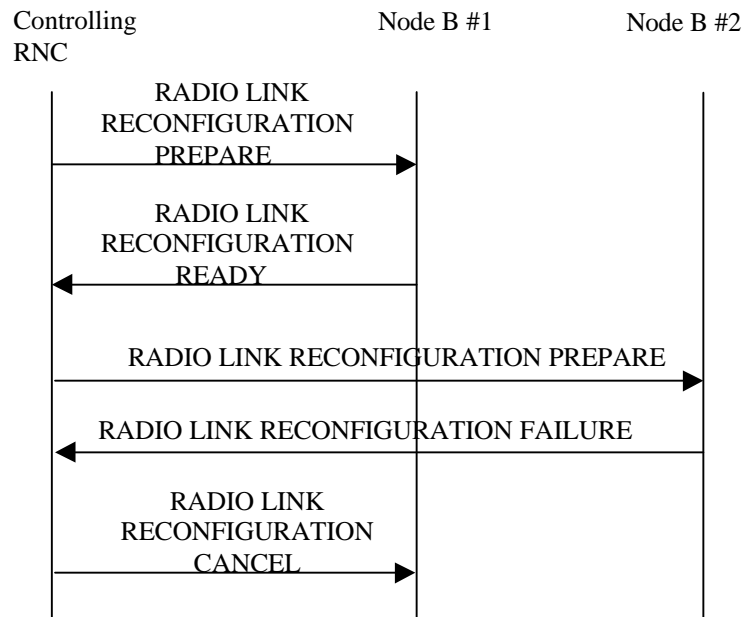 Controlling
RNC
Node B #1
Node B #2
RADIO LINK
RECONFIGURATION
PREPARE
RADIO LINK
RECONFIGURATION
READY
RADIO LINK RECONFIGURATION PREPARE
RADIO LINK RECONFIGURATION FAILURE
RADIO LINK
RECONFIGURATION
CANCEL